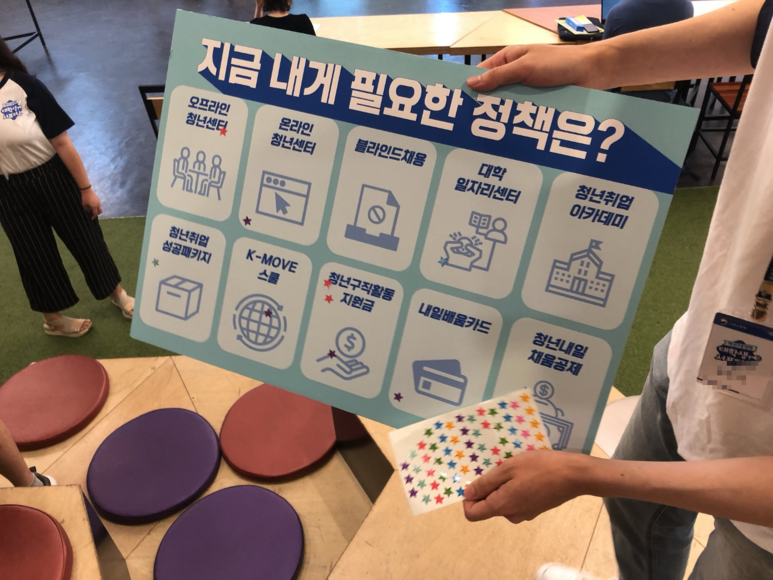 지금 내게 필요한 정책은?
오프라인
청년센터
온라인
청년센터
블라인드채용
대학
일자리센터
청년취업
아카데미
청년취업
성공패키지
K-MOVE
스쿨
청년구직활동
지원금
내일배움카드
청년내일
채움공제